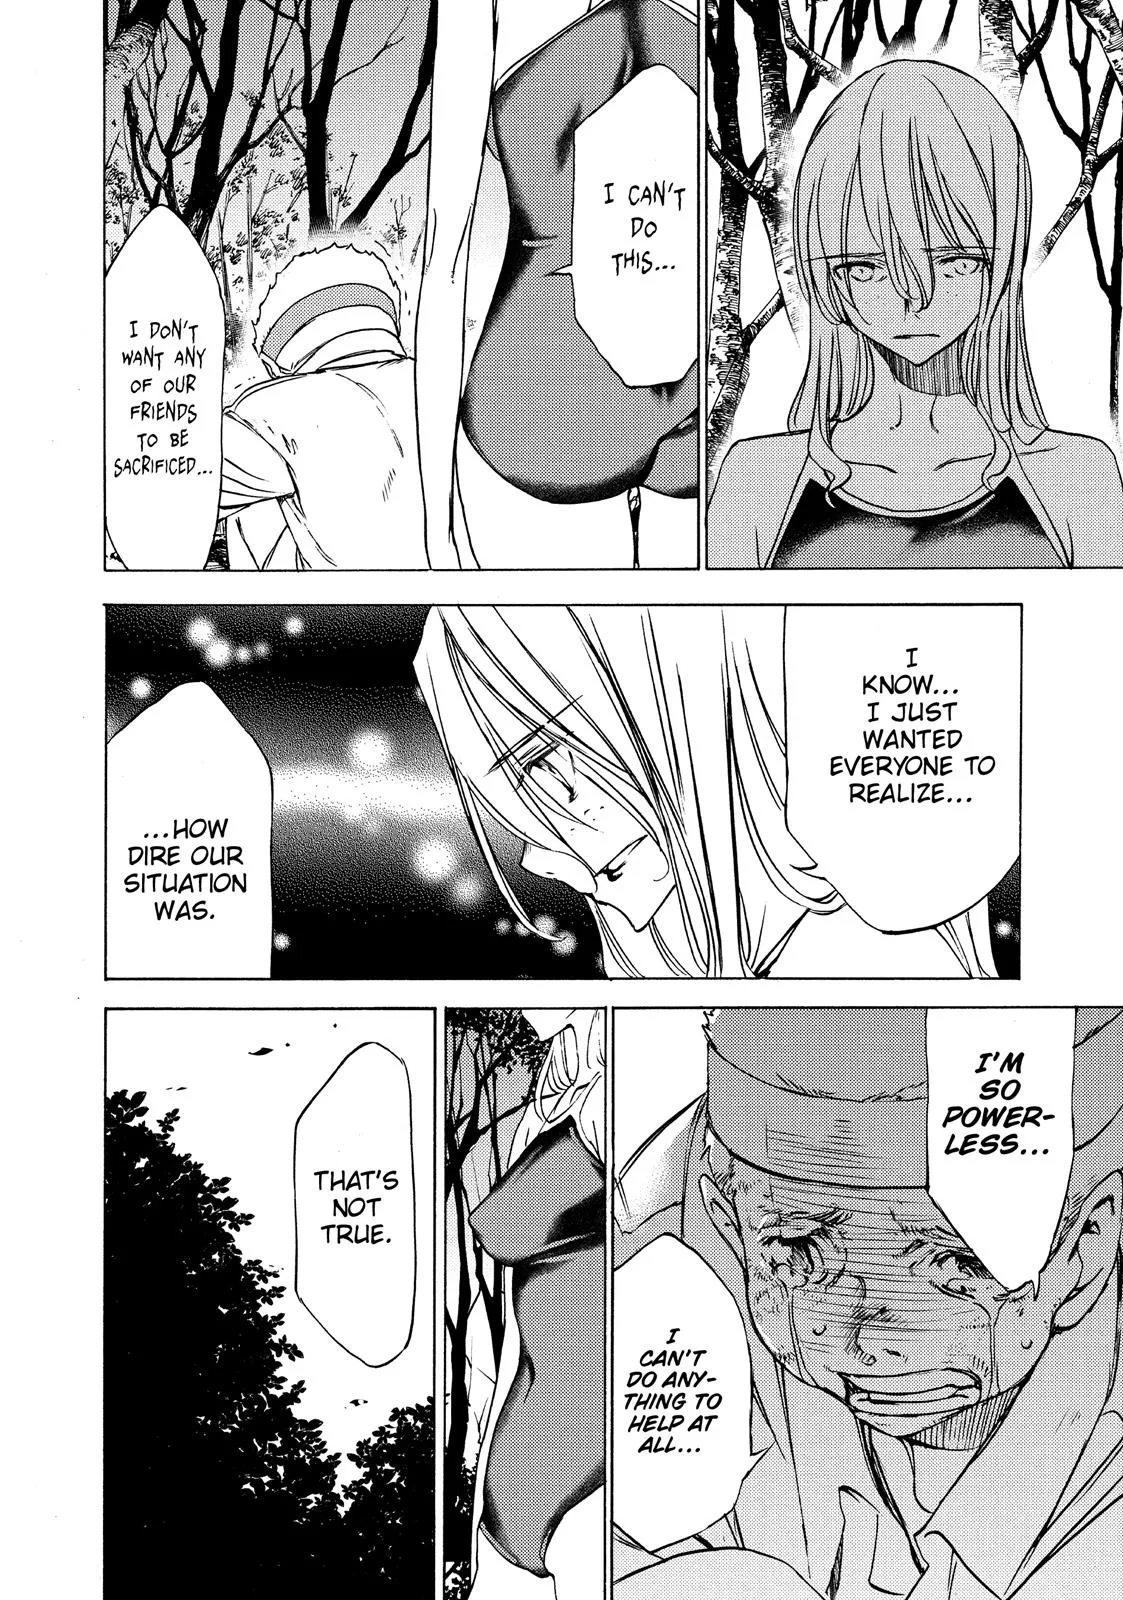 I CAN'T
DO
THIS...
I DON'T
WANT ANY
OF OUR
FRIENDS
TO BE
SACRIFICED...
I
KNOW...
I JUST
WANTED
EVERYONE TO
REALIZE...
...HOW
DIRE OUR
SITUATION
WAS.
I'M
SO
POWER-
LESS...
I
CAN'T
DO ANY-
THING TO
HELP AT
ALL...
THAT'S
NOT
TRUE.